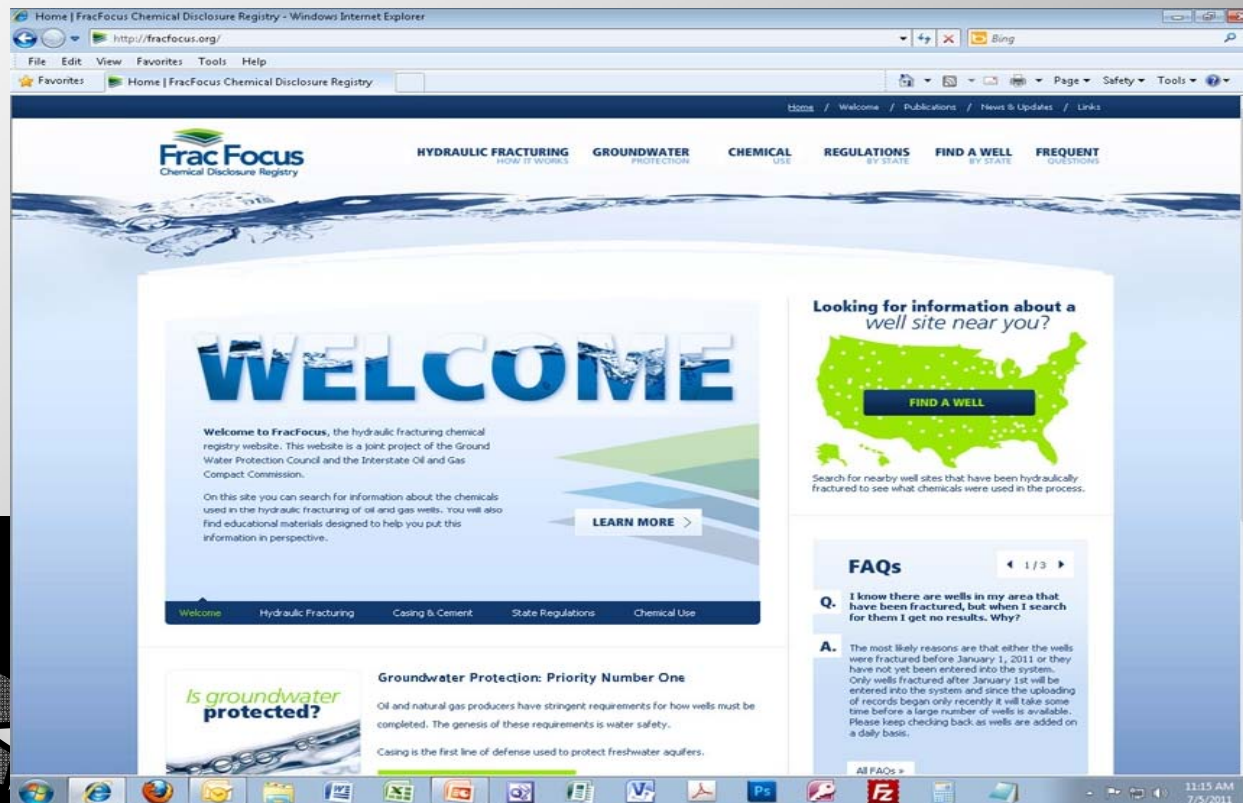 Home | FracFocus Chemical Disclosure Registry - Windows Internet Explorer
http://fracfocus.org/
Bing
File Edit View Favorites Tools Help
Favorites Home | FracFocus Chemical Disclosure Registry
Page Safety Tools
Home / Welcome / Publications / News & Updates / Links
Frac Focus
Chemical Disclosure Registry
HYDRAULIC FRACTURING GROUNDWATER CHEMICAL REGULATIONS FIND A WELL FREQUENT
HOW IT WORKS PROTECTION USE BY STATE BY STATE QUESTIONS
WELCOME
Welcome to FracFocus, the hydraulic fracturing chemical
registry website. This website is a joint project of the Ground
Water Protection Council and the Interstate Oil and Gas
Compact Commission.
On this site you can search for information about the chemicals
used in the hydraulic fracturing of oil and gas wells. You will also
find educational materials designed to help you put this
information in perspective.
LEARN MORE >
Welcome Hydraulic Fracturing Casing & Cement State Regulations Chemical Use
Looking for information about a
well site near you?
FIND A WELL
Search for nearby well sites that have been hydraulically
fractured to see what chemicals were used in the process.
FAQs
1/3
Q. I know there are wells in my area that
have been fractured, but when I search
for them I get no results. Why?
A. The most likely reasons are that either the wells
were fractured before January 1, 2011 or they
have not yet been entered into the system.
Only wells fractured after January 1st will be
entered into the system and since the uploading
of records began only recently it will take some
time before a large number of wells is available.
Please keep checking back as wells are added on
a daily basis.
All FAQs »
Is groundwater
protected?
Groundwater Protection: Priority Number One
Oil and natural gas producers have stringent requirements for how wells must be
completed. The genesis of these requirements is water safety.
Casing is the first line of defense used to protect freshwater aquifers.
Ps
Fz
11:15 AM
7/5/2011